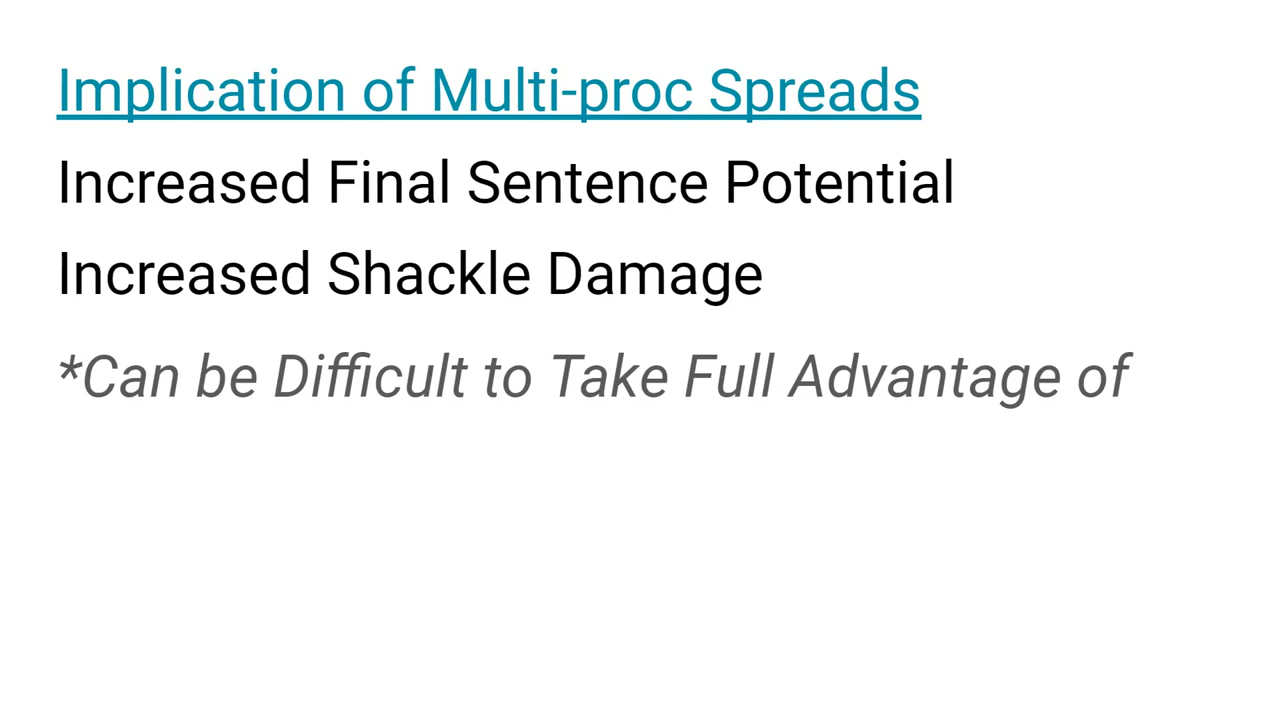 Implication of Multi-proc Spreads
Increased Final Sentence Potential
Increased Shackle Damage
*Can be Difficult to Take Full Advantage of